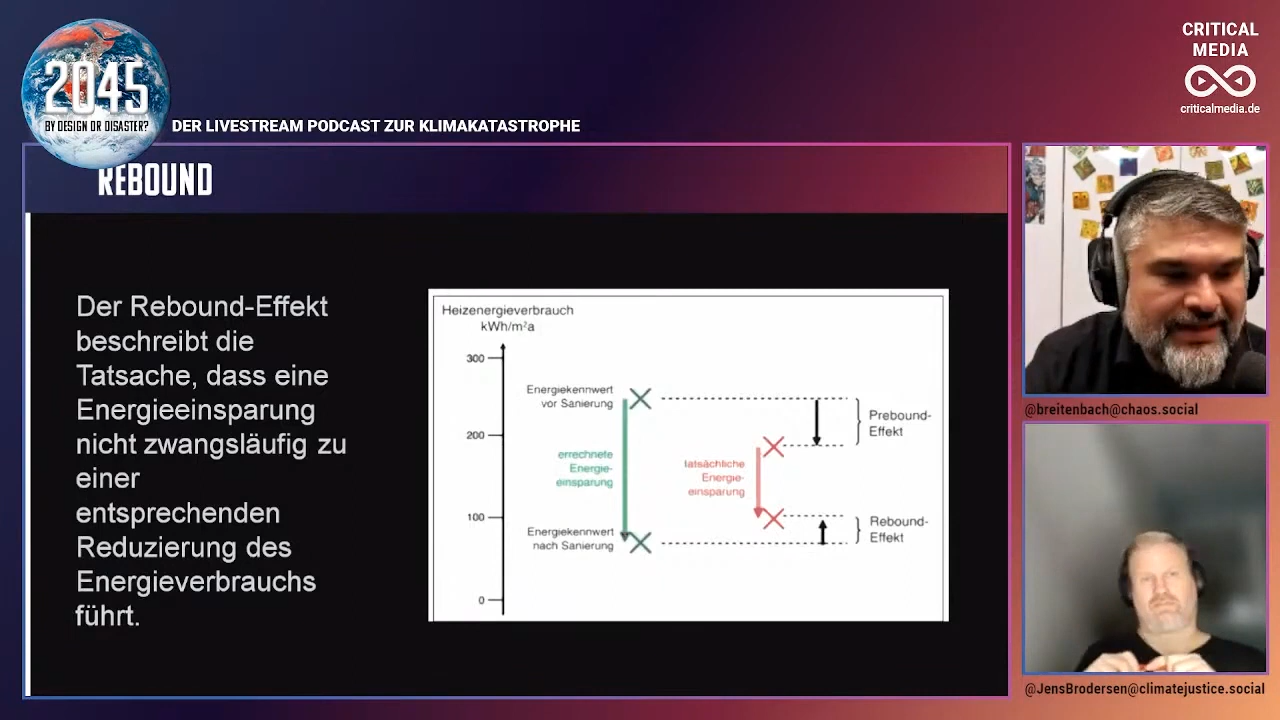 2045
BY DESIGN OR DISASTER?
DER LIVESTREAM PODCAST ZUR KLIMAKATASTROPHE
CRITICAL
MEDIA
criticalmedia.de
REBOUND
Der Rebound-Effekt
beschreibt die
Tatsache, dass eine
Energieeinsparung
nicht zwangsläufig zu
einer
entsprechenden
Reduzierung des
Energieverbrauchs
führt.
Heizenergieverbrauch
kWh/m²a
300
200
100
0
Energiekennwert
vor Sanierung
errechnete
Energie-
einsparung
Energiekennwert
nach Sanierung
tatsächliche
Energie-
einsparung
Prebound-
Effekt
Rebound-
Effekt
@breitenbach@chaos.social
@JensBrodersen@climatejustice.social